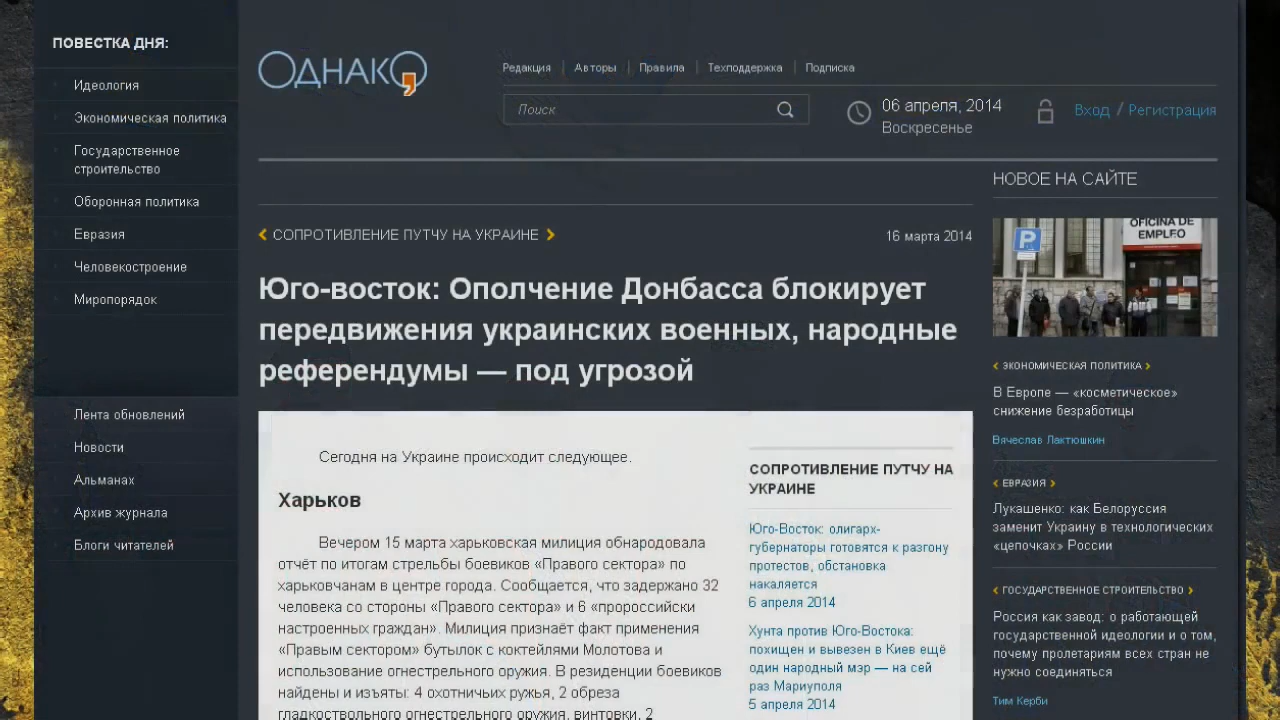 ПОВЕСТКА ДНЯ:
Идеология
Экономическая политика
Государственное
строительство
Оборонная политика
Евразия
Человекостроение
Миропорядок
Лента обновлений
Новости
Альманах
Архив журнала
Блоги читателей
ОДНАКО,
Редакция | Авторы | Правила | Техподдержка | Подписка
Поиск
06 апреля, 2014
Воскресенье
Вход / Регистрация
СОПРОТИВЛЕНИЕ ПУТЧУ НА УКРАИНЕ
16 марта 2014
Юго-восток: Ополчение Донбасса блокирует
передвижения украинских военных, народные
референдумы — под угрозой
Сегодня на Украине происходит следующее.
Харьков
Вечером 15 марта харьковская милиция обнародовала
отчёт по итогам стрельбы боевиков «Правого сектора» по
харьковчанам в центре города. Сообщается, что задержано 32
человека со стороны «Правого сектора» и 6 «пророссийски
настроенных граждан». Милиция признаёт факт применения
«Правым сектором» бутылок с коктейлями Молотова и
использование огнестрельного оружия. В резиденции боевиков
найдены и изъяты: 4 охотничьих ружья, 2 обреза
гладкоствольного огнестрельного оружия, винтовки, 2
СОПРОТИВЛЕНИЕ ПУТЧУ НА
УКРАИНЕ
Юго-Восток: олигарх-
губернаторы готовятся к разгону
протестов, обстановка
накаляется
6 апреля 2014
Хунта против Юго-Востока:
похищен и вывезен в Киев ещё
один народный мэр — на сей
раз Мариуполя
5 апреля 2014
НОВОЕ НА САЙТЕ
OFICINA DE
EMPLEO
P
ЭКОНОМИЧЕСКАЯ ПОЛИТИКА
В Европе — «косметическое»
снижение безработицы
Вячеслав Лактюшкин
ЕВРАЗИЯ
Лукашенко: как Белоруссия
заменит Украину в технологических
«цепочках» России
ГОСУДАРСТВЕННОЕ СТРОИТЕЛЬСТВО
Россия как завод: о работающей
государственной идеологии и о том,
почему пролетариям всех стран не
нужно соединяться
Тим Керби